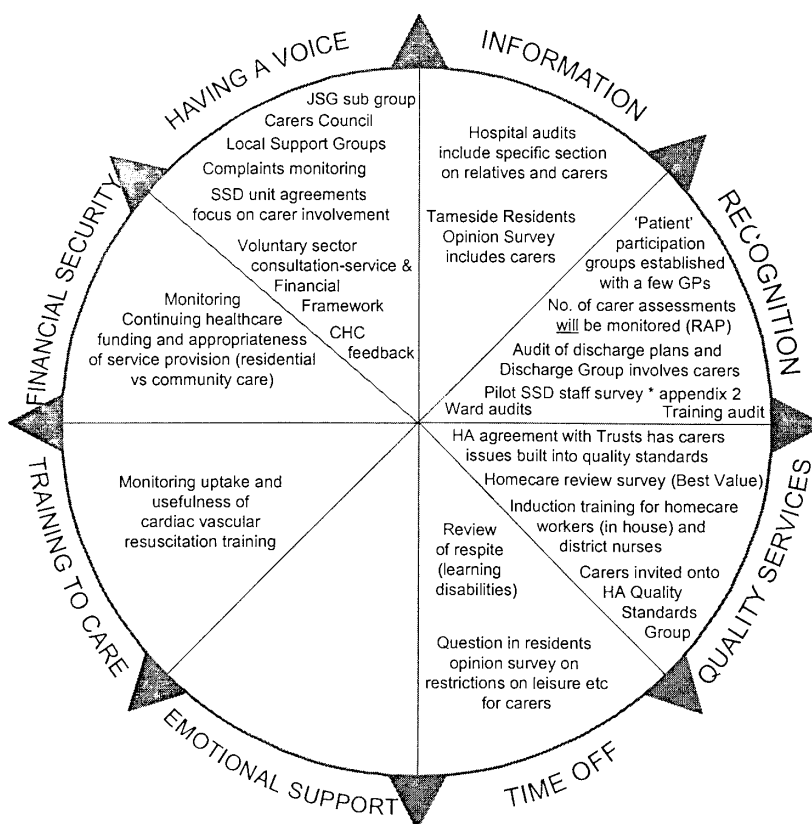 HAVING A VOICE
JSG sub group
Carers Council
Local Support Groups
Complaints monitoring
SSD unit agreements
focus on carer involvement
Voluntary sector
consultation-service &
Financial
Framework
CHC
feedback
INFORMATION
Hospital audits
include specific section
on relatives and carers
Tameside Residents
Opinion Survey
includes carers
RECOGNITION
‘Patient’
participation
groups established
with a few GPs
No. of carer assessments
will be monitored (RAP)
Audit of discharge plans and
Discharge Group involves carers
Pilot SSD staff survey * appendix 2
Ward audits Training audit
QUALITY SERVICES
HA agreement with Trusts has carers
issues built into quality standards
Homecare review survey (Best Value)
Induction training for homecare
workers (in house) and
district nurses
Carers invited onto
HA Quality
Standards
Group
TIME OFF
Review
of respite
(learning
disabilities)
Question in residents
opinion survey on
restrictions on leisure etc
for carers
EMOTIONAL SUPPORT
TRAINING TO CARE
Monitoring uptake and
usefulness of
cardiac vascular
resuscitation training
FINANCIAL SECURITY
Monitoring
Continuing healthcare
funding and appropriateness
of service provision (residential
vs community care)